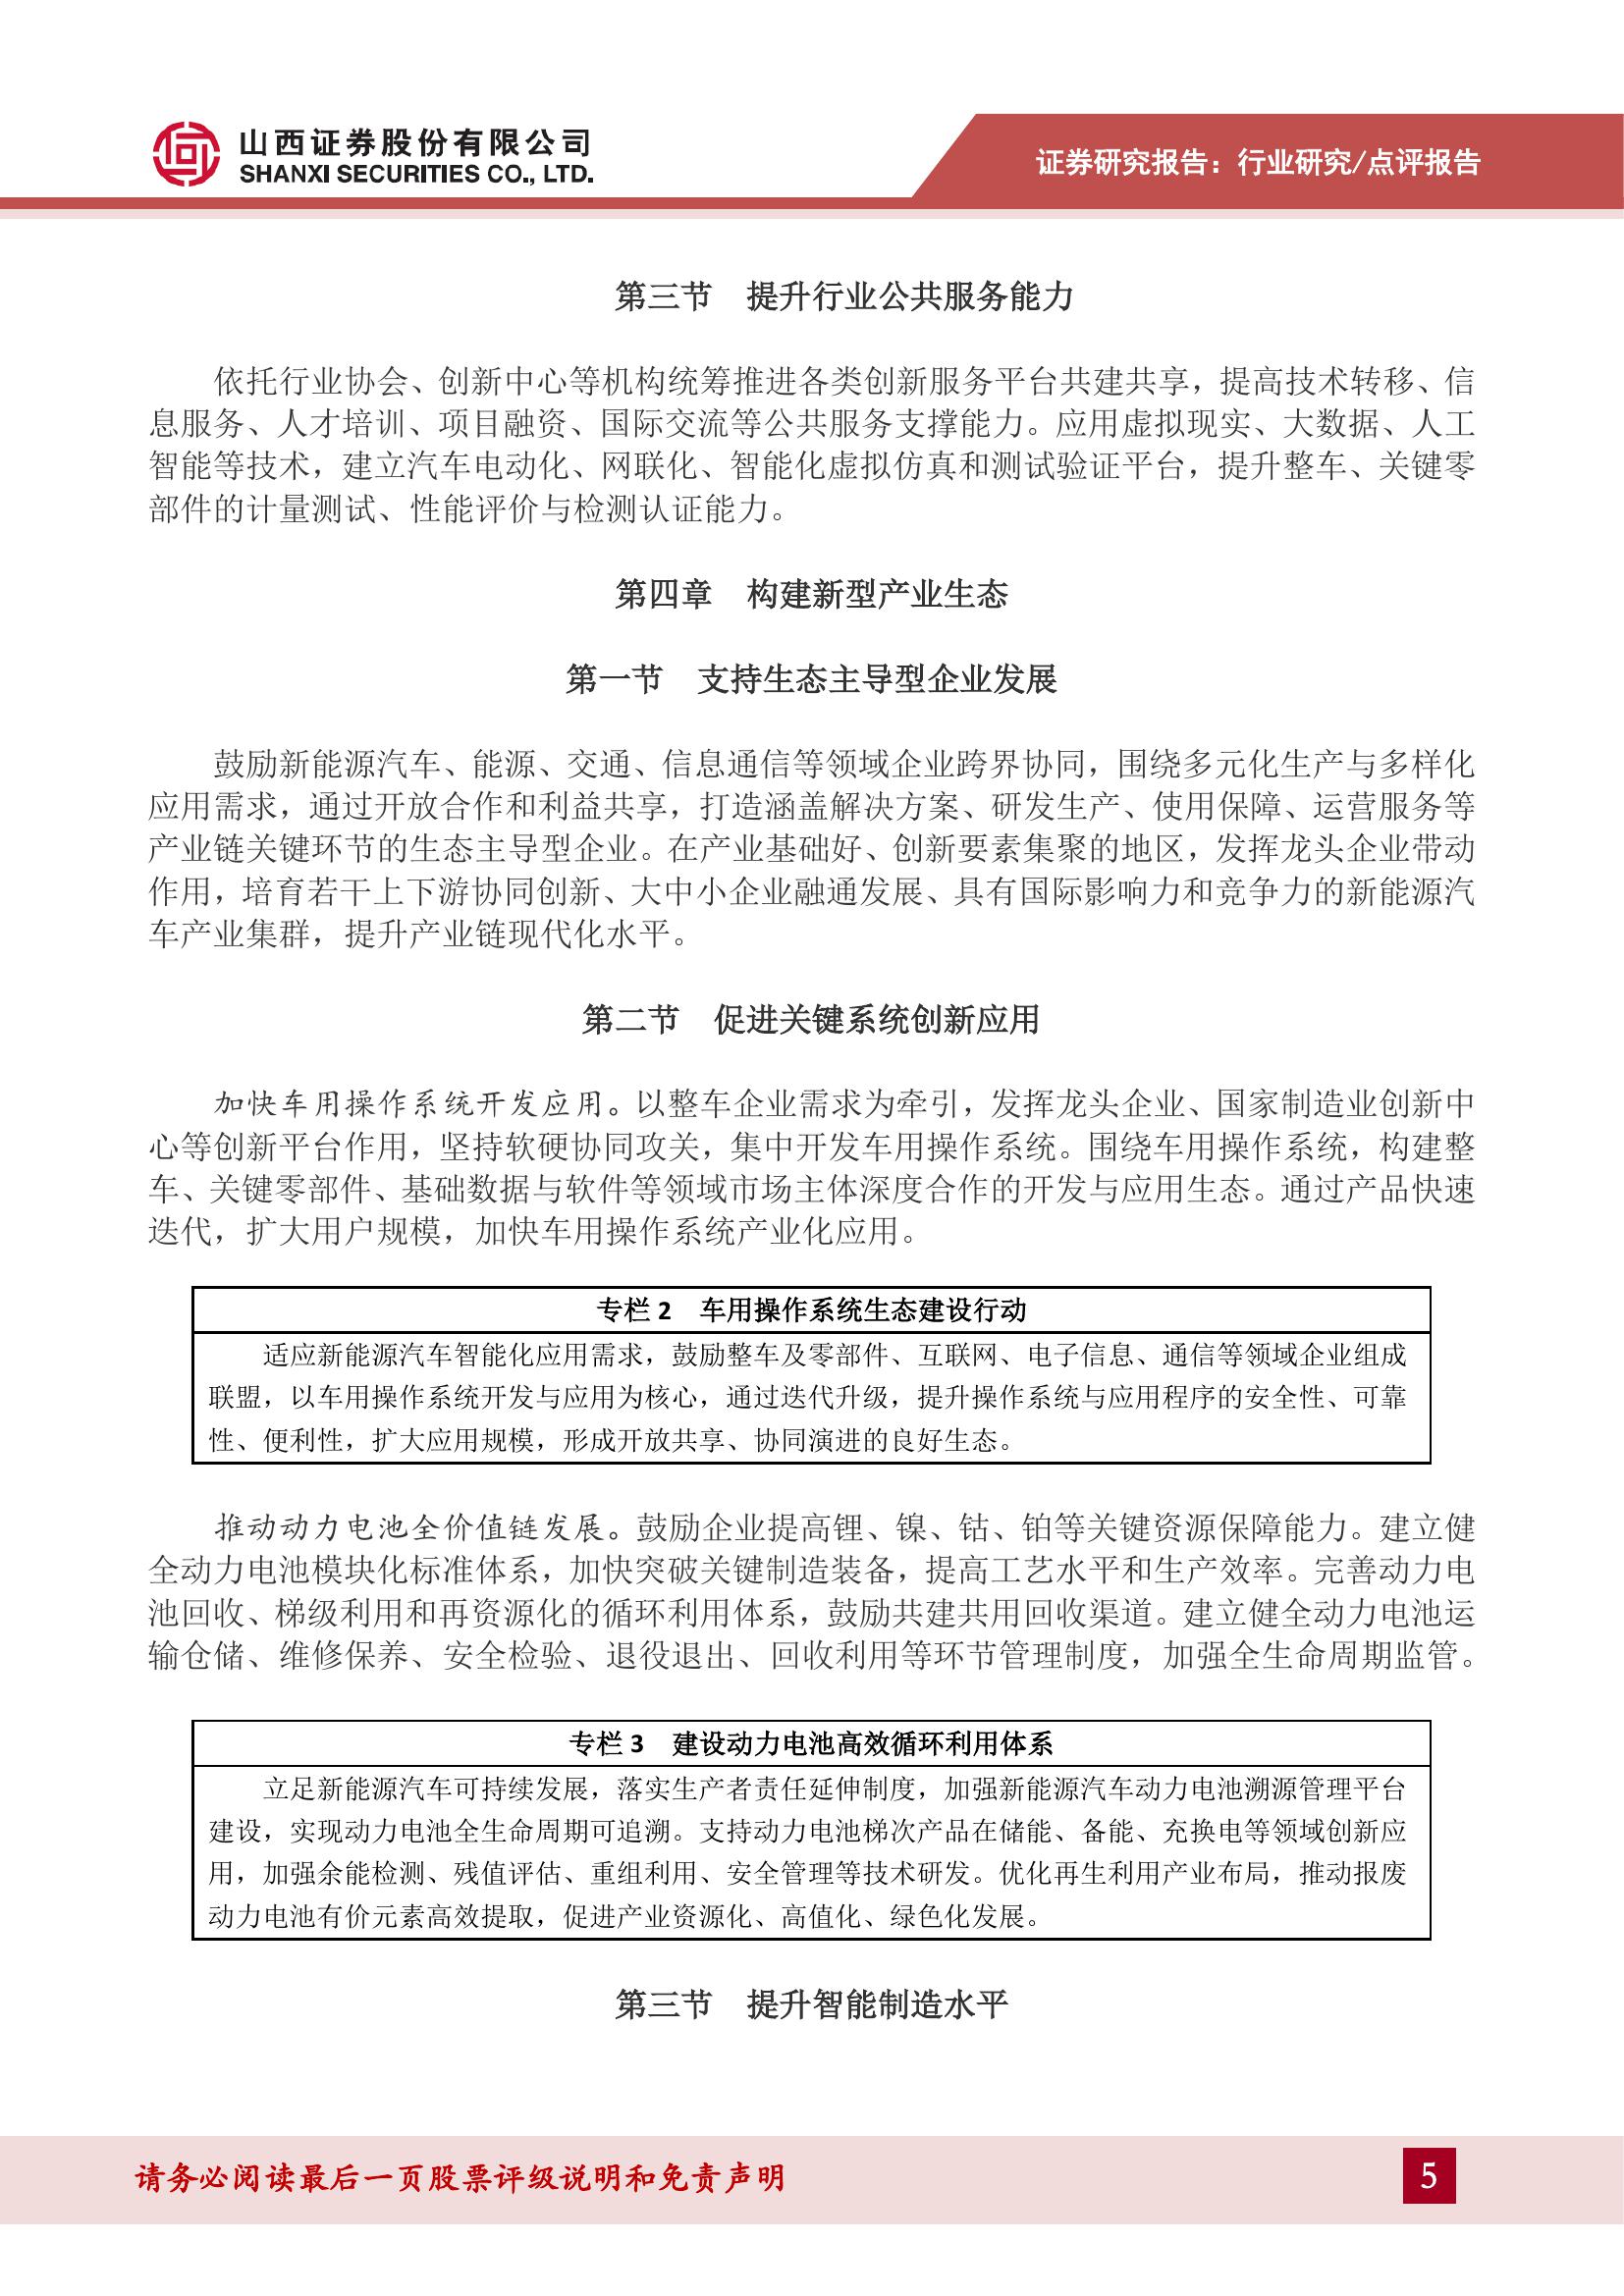 山西证券股份有限公司
SHANXI SECURITIES CO., LTD.
证券研究报告：行业研究/点评报告
第三节　提升行业公共服务能力
依托行业协会、创新中心等机构统筹推进各类创新服务平台共建共享，提高技术转移、信
息服务、人才培训、项目融资、国际交流等公共服务支撑能力。应用虚拟现实、大数据、人工
智能等技术，建立汽车电动化、网联化、智能化虚拟仿真和测试验证平台，提升整车、关键零
部件的计量测试、性能评价与检测认证能力。
第四章　构建新型产业生态
第一节　支持生态主导型企业发展
鼓励新能源汽车、能源、交通、信息通信等领域企业跨界协同，围绕多元化生产与多样化
应用需求，通过开放合作和利益共享，打造涵盖解决方案、研发生产、使用保障、运营服务等
产业链关键环节的生态主导型企业。在产业基础好、创新要素集聚的地区，发挥龙头企业带动
作用，培育若干上下游协同创新、大中小企业融通发展、具有国际影响力和竞争力的新能源汽
车产业集群，提升产业链现代化水平。
第二节　促进关键系统创新应用
加快车用操作系统开发应用。以整车企业需求为牵引，发挥龙头企业、国家制造业创新中
心等创新平台作用，坚持软硬协同攻关，集中开发车用操作系统。围绕车用操作系统，构建整
车、关键零部件、基础数据与软件等领域市场主体深度合作的开发与应用生态。通过产品快速
迭代，扩大用户规模，加快车用操作系统产业化应用。
专栏 2　车用操作系统生态建设行动
适应新能源汽车智能化应用需求，鼓励整车及零部件、互联网、电子信息、通信等领域企业组成
联盟，以车用操作系统开发与应用为核心，通过迭代升级，提升操作系统与应用程序的安全性、可靠
性、便利性，扩大应用规模，形成开放共享、协同演进的良好生态。
推动动力电池全价值链发展。鼓励企业提高锂、镍、钴、铂等关键资源保障能力。建立健
全动力电池模块化标准体系，加快突破关键制造装备，提高工艺水平和生产效率。完善动力电
池回收、梯级利用和再资源化的循环利用体系，鼓励共建共用回收渠道。建立健全动力电池运
输仓储、维修保养、安全检验、退役退出、回收利用等环节管理制度，加强全生命周期监管。
专栏 3　建设动力电池高效循环利用体系
立足新能源汽车可持续发展，落实生产者责任延伸制度，加强新能源汽车动力电池溯源管理平台
建设，实现动力电池全生命周期可追溯。支持动力电池梯次产品在储能、备能、充换电等领域创新应
用，加强余能检测、残值评估、重组利用、安全管理等技术研发。优化再生利用产业布局，推动报废
动力电池有价元素高效提取，促进产业资源化、高值化、绿色化发展。
第三节　提升智能制造水平
请务必阅读最后一页股票评级说明和免责声明
5